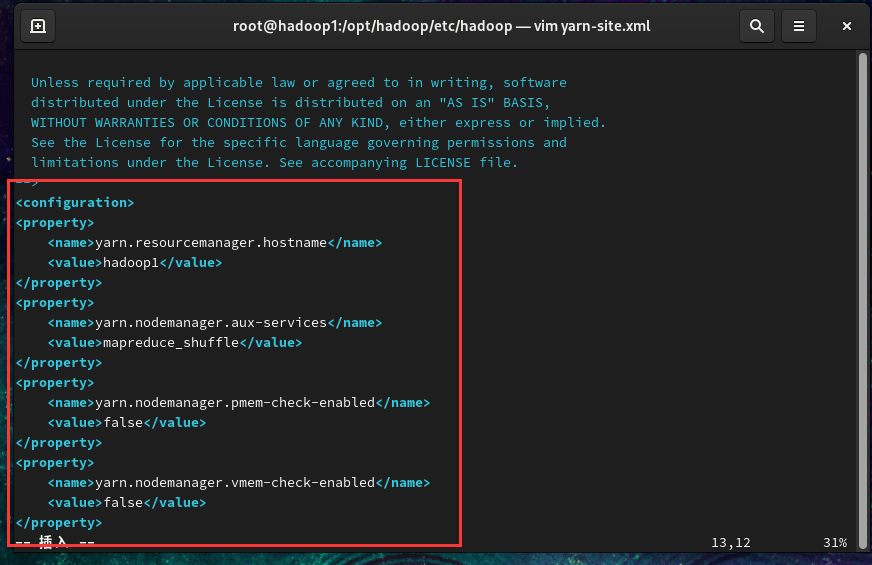 root@hadoop1:/opt/hadoop/etc/hadoop — vim yarn-site.xml
Unless required by applicable law or agreed to in writing, software
distributed under the License is distributed on an "AS IS" BASIS,
WITHOUT WARRANTIES OR CONDITIONS OF ANY KIND, either express or implied.
See the License for the specific language governing permissions and
limitations under the License. See accompanying LICENSE file.
-->
<configuration>
<property>
    <name>yarn.resourcemanager.hostname</name>
    <value>hadoop1</value>
</property>
<property>
    <name>yarn.nodemanager.aux-services</name>
    <value>mapreduce_shuffle</value>
</property>
<property>
    <name>yarn.nodemanager.pmem-check-enabled</name>
    <value>false</value>
</property>
<property>
    <name>yarn.nodemanager.vmem-check-enabled</name>
    <value>false</value>
</property>
-- 插入 -- 13,12 31%